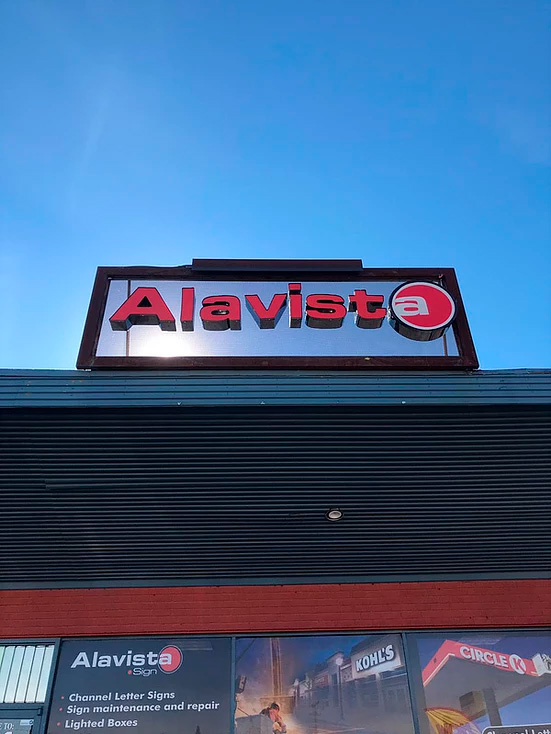 Alavista
Alavista
Sign
• Channel Letter Signs
• Sign maintenance and repair
• Lighted Boxes
KOHL'S
CIRCLE K